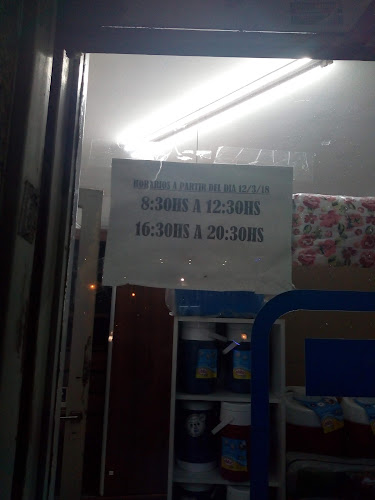 HORARIOS A PARTIR DEL DIA 12/3/18
8:30HS A 12:30HS
16:30HS A 20:30HS